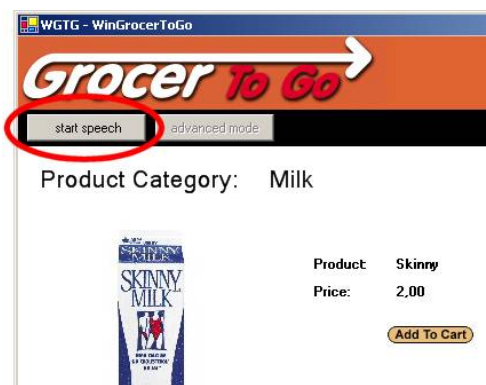 WGTG - WinGrocerToGo
Grocer To Go
start speech
advanced mode
Product Category: Milk
SKINNY
MILK
SKINNY
MILK
Product: Skinny
Price: 2,00
Add To Cart